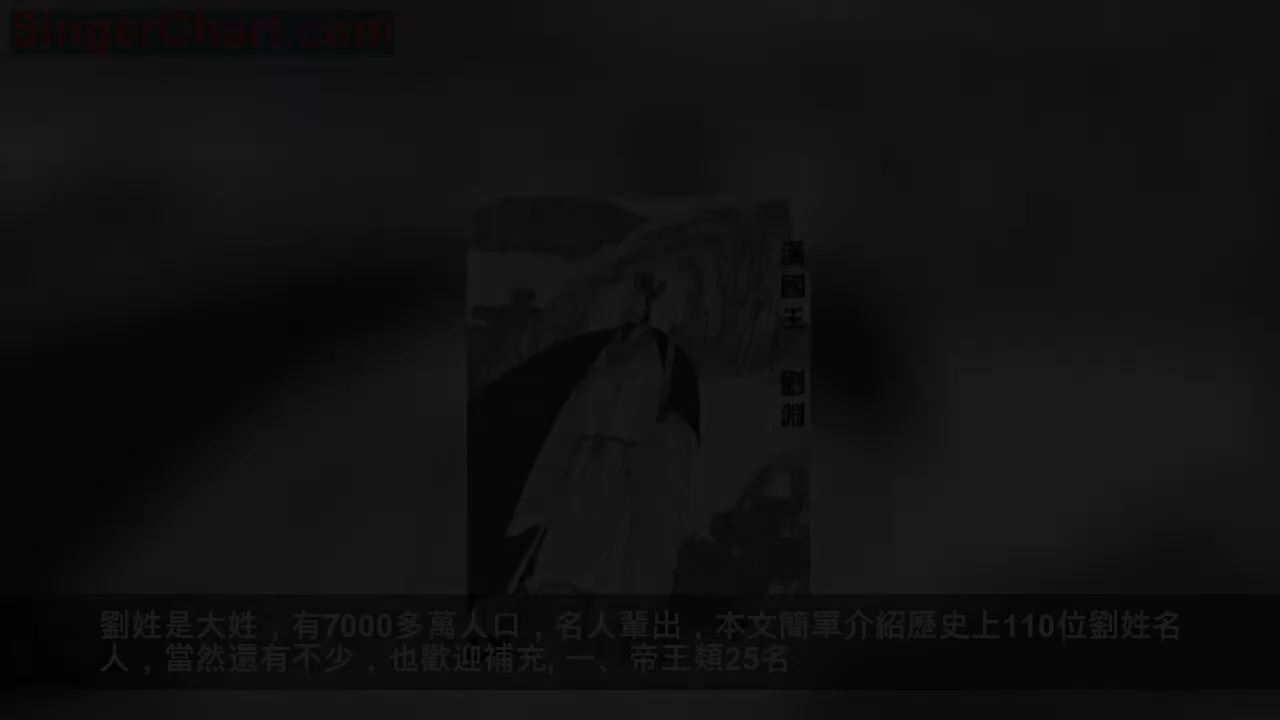 SingerChart.com
漢國王 劉淵
劉姓是大姓，有7000多萬人口，名人輩出，本文簡單介紹歷史上110位劉姓名
人，當然還有不少，也歡迎補充, 一、帝王類25名